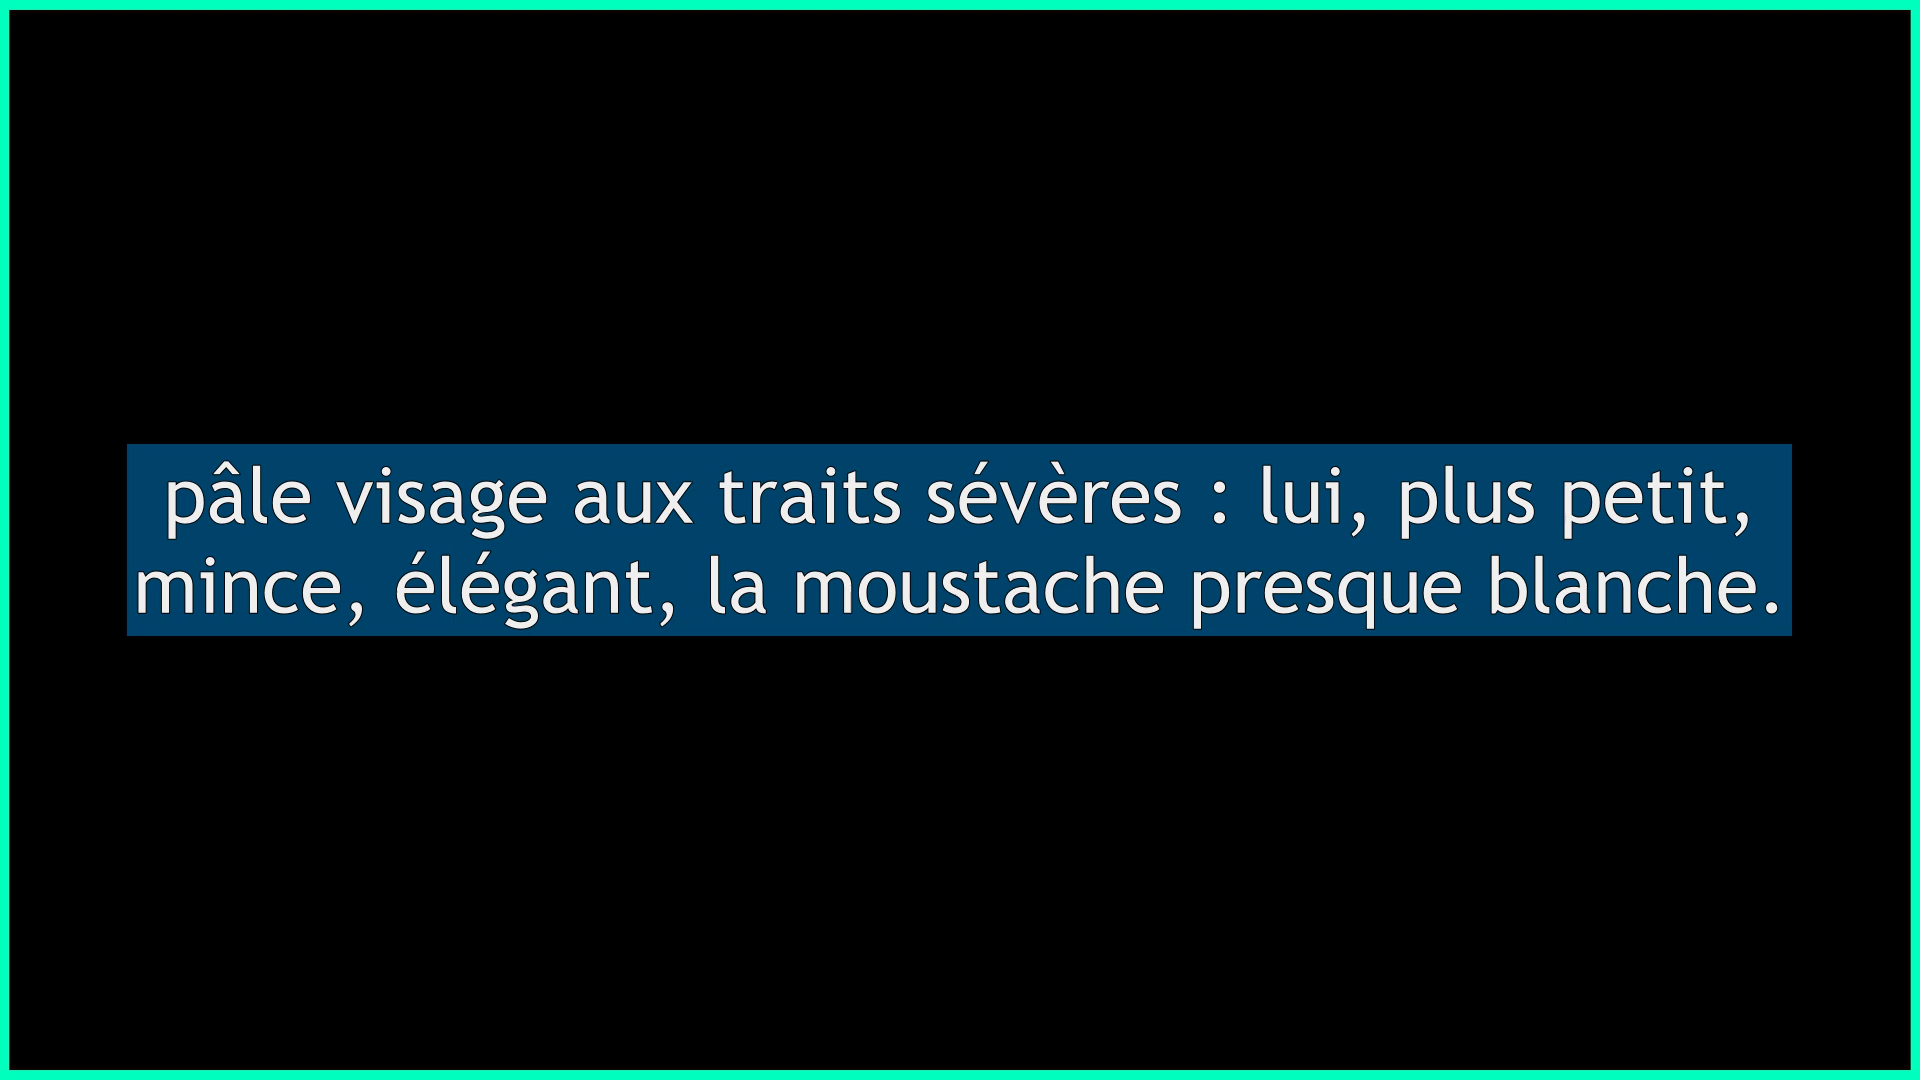 pâle visage aux traits sévères : lui, plus petit,
mince, élégant, la moustache presque blanche.